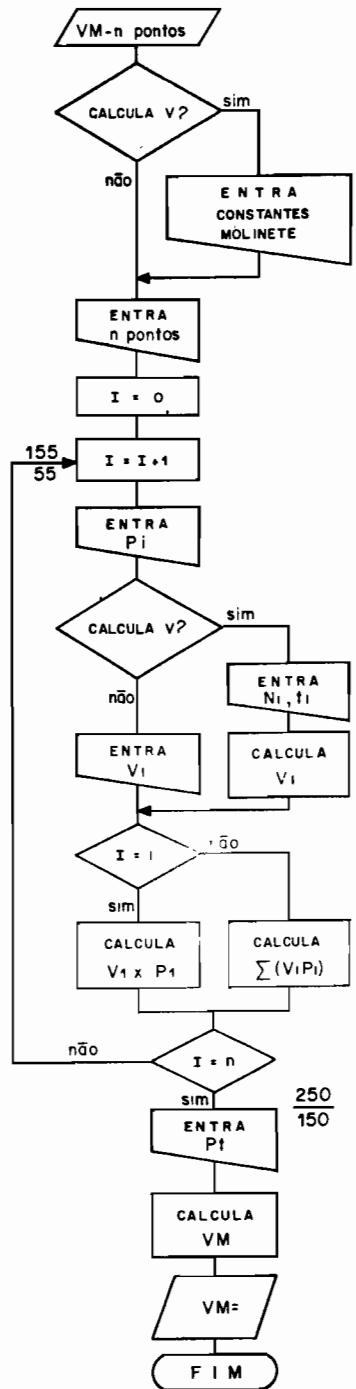 VM-n pontos
CALCULA V?
sim
não
ENTRA
CONSTANTES
MOLINETE
ENTRA
n pontos
I = 0
155
55
I = I+1
ENTRA
Pi
CALCULA V?
sim
não
ENTRA
Ni, ti
ENTRA
Vi
CALCULA
Vi
I = 1
sim
CALCULA
V1 x P1
CALCULA
∑(ViPi)
não
I = n
sim
250
150
ENTRA
Pt
CALCULA
VM
VM=
FIM